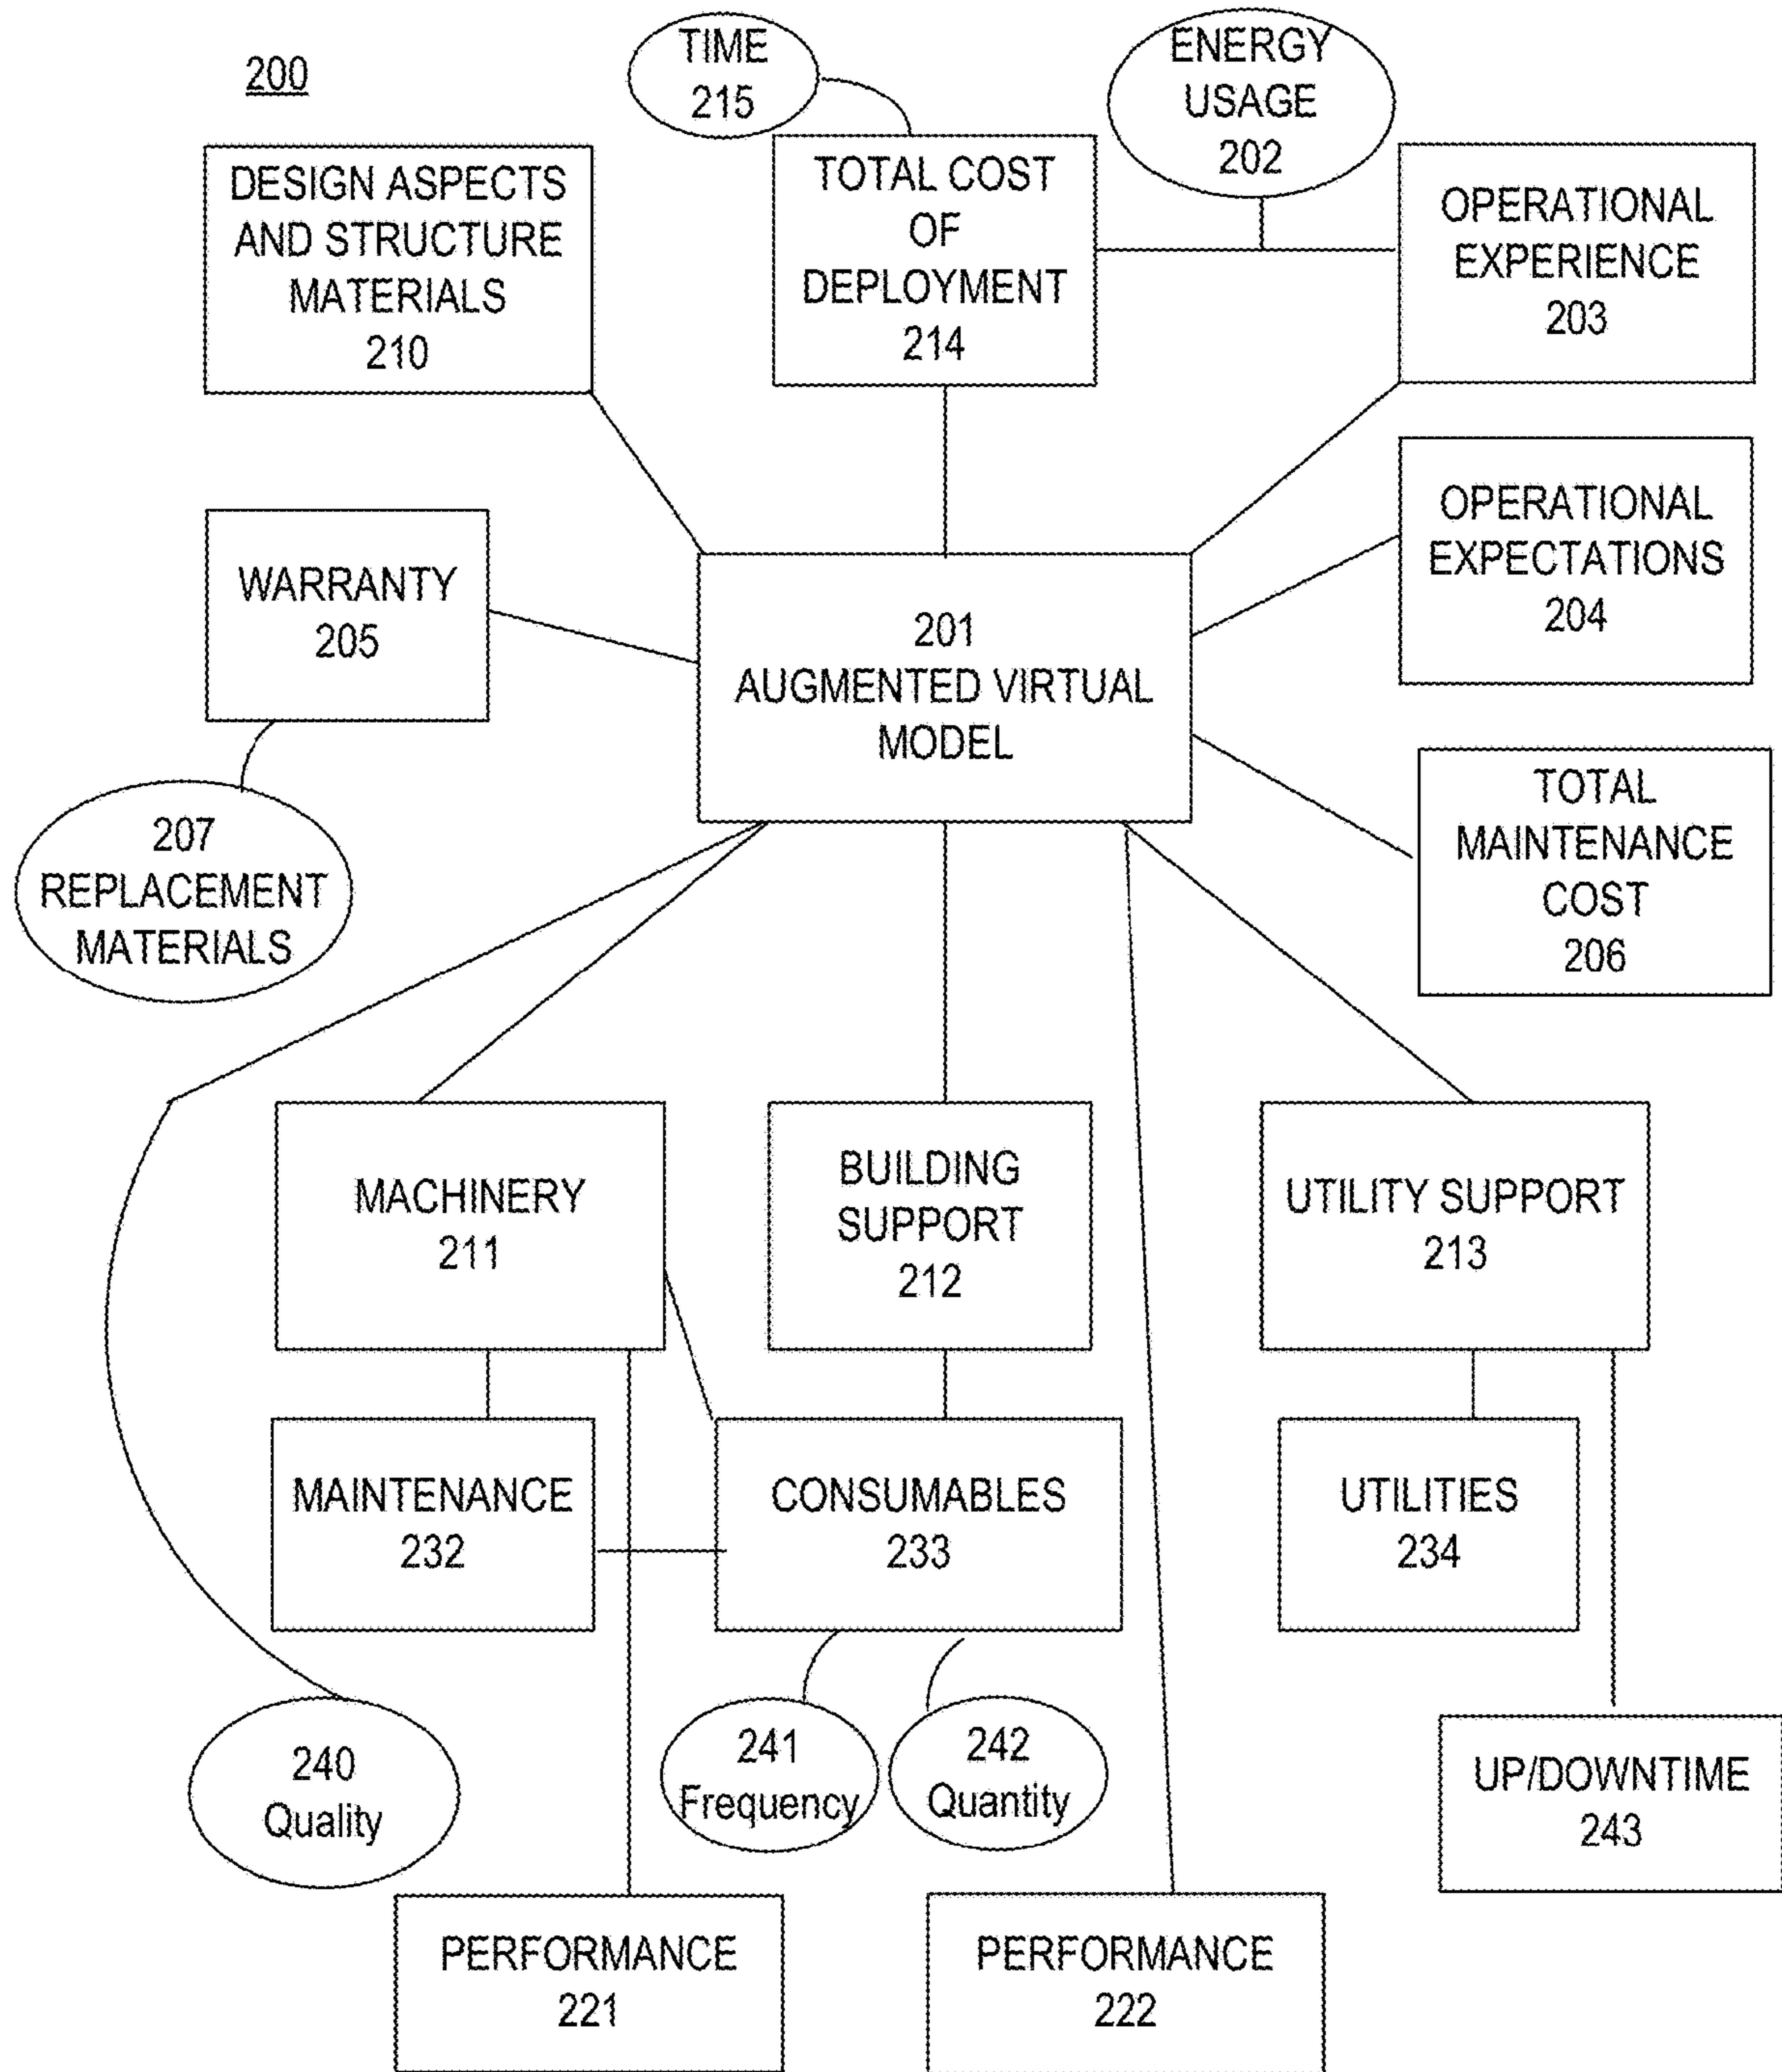 200
TIME
215
ENERGY
USAGE
202
DESIGN ASPECTS
AND STRUCTURE
MATERIALS
210
TOTAL COST
OF
DEPLOYMENT
214
OPERATIONAL
EXPERIENCE
203
WARRANTY
205
201
AUGMENTED VIRTUAL
MODEL
OPERATIONAL
EXPECTATIONS
204
207
REPLACEMENT
MATERIALS
TOTAL
MAINTENANCE
COST
206
MACHINERY
211
BUILDING
SUPPORT
212
UTILITY SUPPORT
213
MAINTENANCE
232
CONSUMABLES
233
UTILITIES
234
240
Quality
241
Frequency
242
Quantity
UP/DOWNTIME
243
PERFORMANCE
221
PERFORMANCE
222